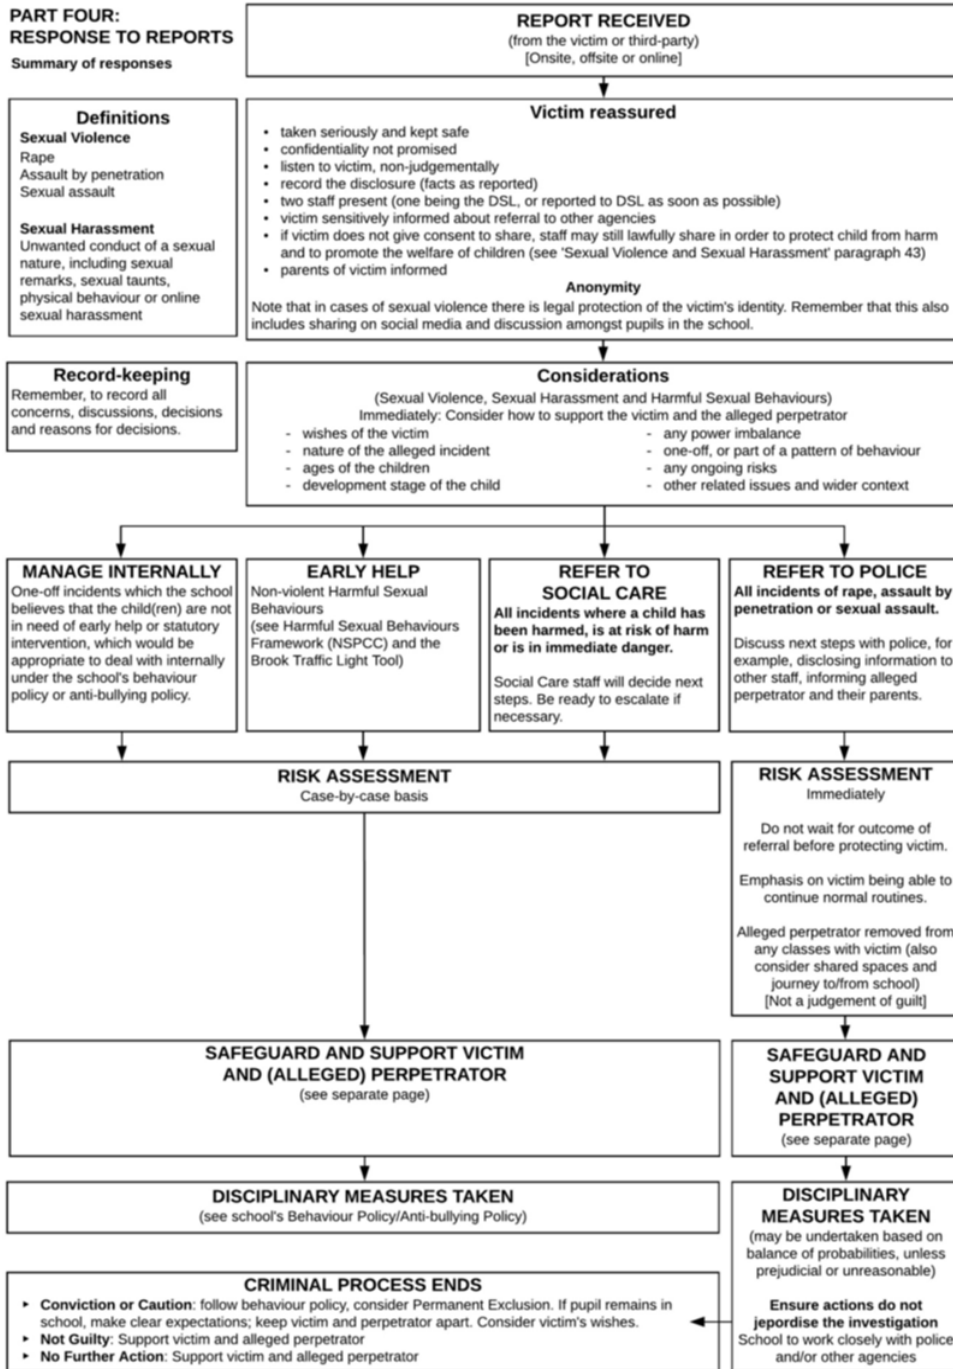 PART FOUR:
RESPONSE TO REPORTS
Summary of responses
REPORT RECEIVED
(from the victim or third-party)
[Onsite, offsite or online]
Definitions
Sexual Violence
Rape
Assault by penetration
Sexual assault
Sexual Harassment
Unwanted conduct of a sexual
nature, including sexual
remarks, sexual taunts,
physical behaviour or online
sexual harassment
Victim reassured
• taken seriously and kept safe
• confidentiality not promised
• listen to victim, non-judgementally
• record the disclosure (facts as reported)
• two staff present (one being the DSL, or reported to DSL as soon as possible)
• victim sensitively informed about referral to other agencies
• if victim does not give consent to share, staff may still lawfully share in order to protect child from harm
and to promote the welfare of children (see 'Sexual Violence and Sexual Harassment' paragraph 43)
• parents of victim informed
Anonymity
Note that in cases of sexual violence there is legal protection of the victim's identity. Remember that this also
includes sharing on social media and discussion amongst pupils in the school.
Record-keeping
Remember, to record all
concerns, discussions, decisions
and reasons for decisions.
Considerations
(Sexual Violence, Sexual Harassment and Harmful Sexual Behaviours)
Immediately: Consider how to support the victim and the alleged perpetrator
- wishes of the victim
- nature of the alleged incident
- ages of the children
- development stage of the child
- any power imbalance
- one-off, or part of a pattern of behaviour
- any ongoing risks
- other related issues and wider context
MANAGE INTERNALLY
One-off incidents which the school
believes that the child(ren) are not
in need of early help or statutory
intervention, which would be
appropriate to deal with internally
under the school's behaviour
policy or anti-bullying policy.
EARLY HELP
Non-violent Harmful Sexual
Behaviours
(see Harmful Sexual Behaviours
Framework (NSPCC) and the
Brook Traffic Light Tool)
REFER TO
SOCIAL CARE
All incidents where a child has
been harmed, is at risk of harm
or is in immediate danger.
Social Care staff will decide next
steps. Be ready to escalate if
necessary.
REFER TO POLICE
All incidents of rape, assault by
penetration or sexual assault.
Discuss next steps with police, for
example, disclosing information to
other staff, informing alleged
perpetrator and their parents.
RISK ASSESSMENT
Case-by-case basis
RISK ASSESSMENT
Immediately
Do not wait for outcome of
referral before protecting victim.
Emphasis on victim being able to
continue normal routines.
Alleged perpetrator removed from
any classes with victim (also
consider shared spaces and
journey to/from school)
[Not a judgement of guilt]
SAFEGUARD AND SUPPORT VICTIM
AND (ALLEGED) PERPETRATOR
(see separate page)
SAFEGUARD AND
SUPPORT VICTIM
AND (ALLEGED)
PERPETRATOR
(see separate page)
DISCIPLINARY MEASURES TAKEN
(see school's Behaviour Policy/Anti-bullying Policy)
DISCIPLINARY
MEASURES TAKEN
(may be undertaken based on
balance of probabilities, unless
prejudicial or unreasonable)
Ensure actions do not
jepordise the investigation
School to work closely with police
and/or other agencies
CRIMINAL PROCESS ENDS
‣ Conviction or Caution: follow behaviour policy, consider Permanent Exclusion. If pupil remains in
school, make clear expectations; keep victim and perpetrator apart. Consider victim's wishes.
‣ Not Guilty: Support victim and alleged perpetrator
‣ No Further Action: Support victim and alleged perpetrator